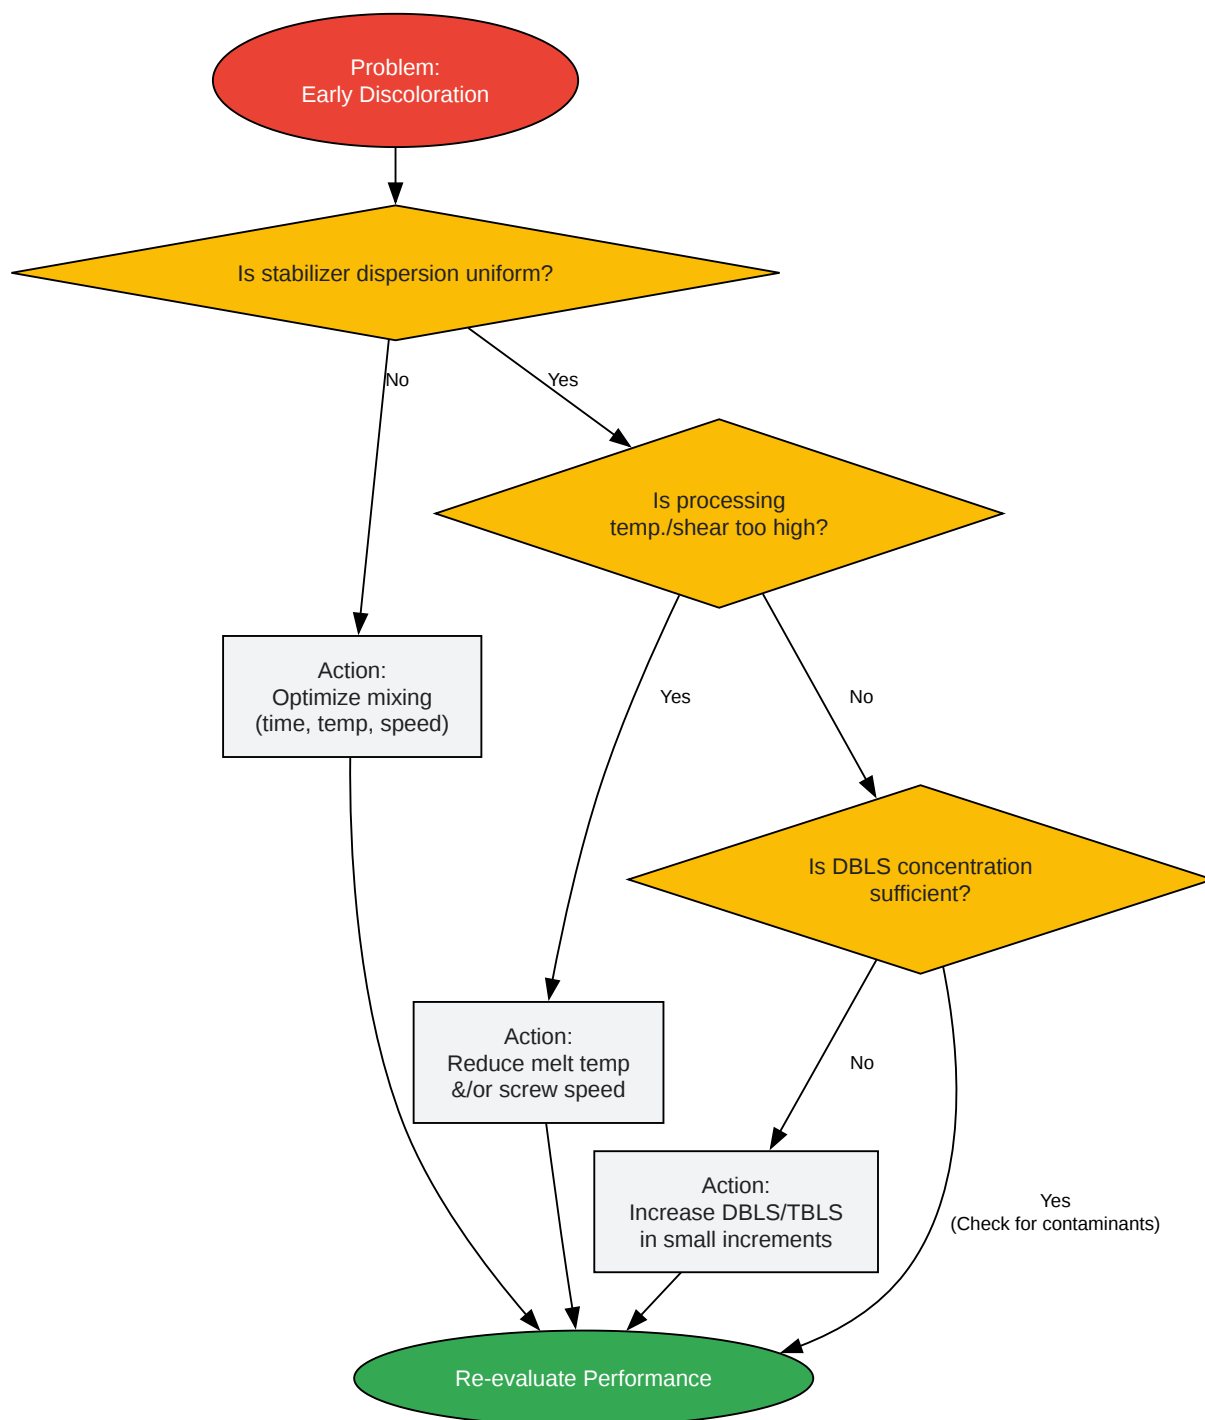 Problem:
Early Discoloration
Is stabilizer dispersion uniform?
No
Yes
Is processing
temp./shear too high?
Action:
Optimize mixing
(time, temp, speed)
Yes
No
Is DBLS concentration
sufficient?
Action:
Reduce melt temp
&/or screw speed
No
Action:
Increase DBLS/TBLS
in small increments
Yes
(Check for contaminants)
Re-evaluate Performance